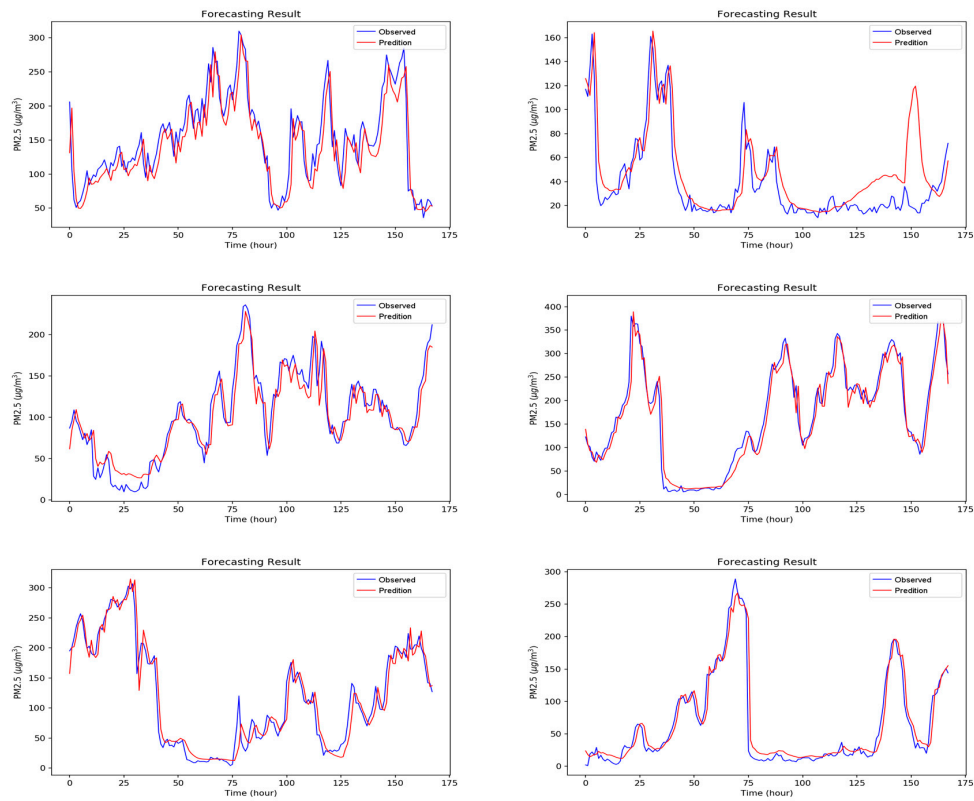 Forecasting Result
Observed
Predition
300
250
200
150
100
50
PM2.5 (μg/m³)
0 25 50 75 100 125 150 175
Time (hour)
Forecasting Result
Observed
Predition
160
140
120
100
80
60
40
20
PM2.5 (μg/m³)
0 25 50 75 100 125 150 175
Time (hour)
Forecasting Result
Observed
Predition
200
150
100
50
0
PM2.5 (μg/m³)
0 25 50 75 100 125 150 175
Time (hour)
Forecasting Result
Observed
Predition
400
350
300
250
200
150
100
50
0
PM2.5 (μg/m³)
0 25 50 75 100 125 150 175
Time (hour)
Forecasting Result
Observed
Predition
300
250
200
150
100
50
0
PM2.5 (μg/m³)
0 25 50 75 100 125 150 175
Time (hour)
Forecasting Result
Observed
Predition
300
250
200
150
100
50
0
PM2.5 (μg/m³)
0 25 50 75 100 125 150 175
Time (hour)